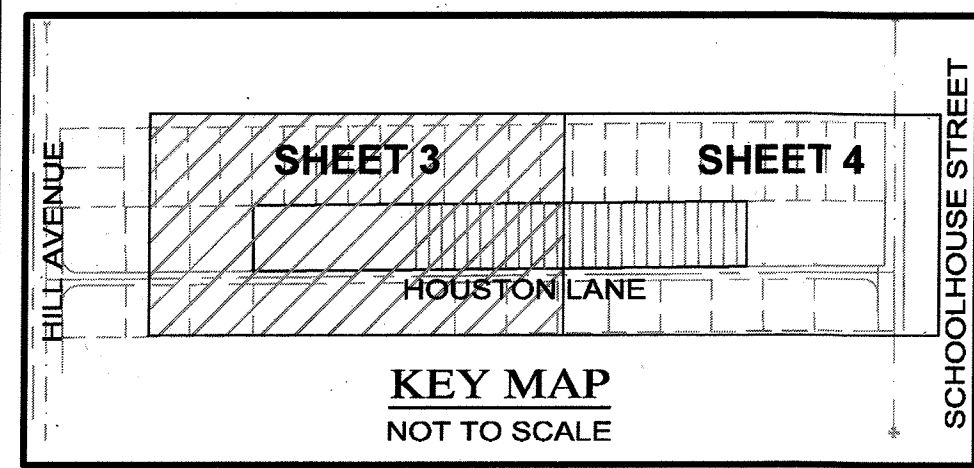 HILL AVENUE
SHEET 3
SHEET 4
HOUSTON LANE
SCHOOLHOUSE STREET
KEY MAP
NOT TO SCALE